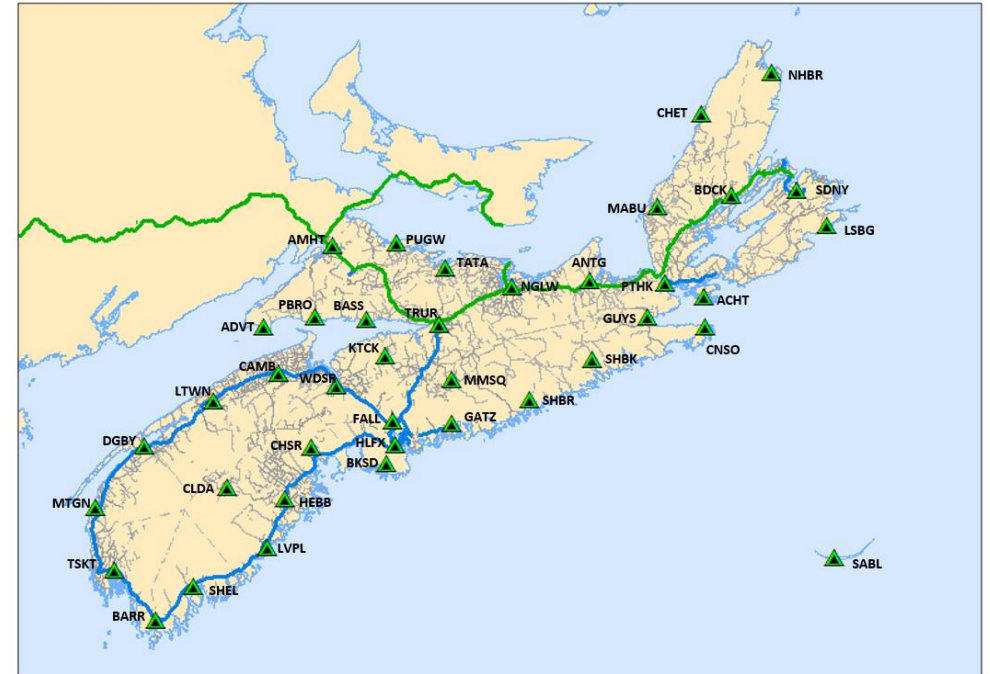 NHBR
CHET
BDCK
SDNY
MABU
LSBG
AMHT
PUGW
TATA
ANTG
NGLW
PTHK
ACHT
PBRO
BASS
TRUR
GUYS
ADVT
CNSO
KTCK
SHBK
CAMB
WDSR
MMSQ
LTWN
SHBR
FALL
GATZ
DGBY
CHSR
HLFX
BKSD
CLDA
MTGN
HEBB
LVPL
TSKT
SABL
SHEL
BARR